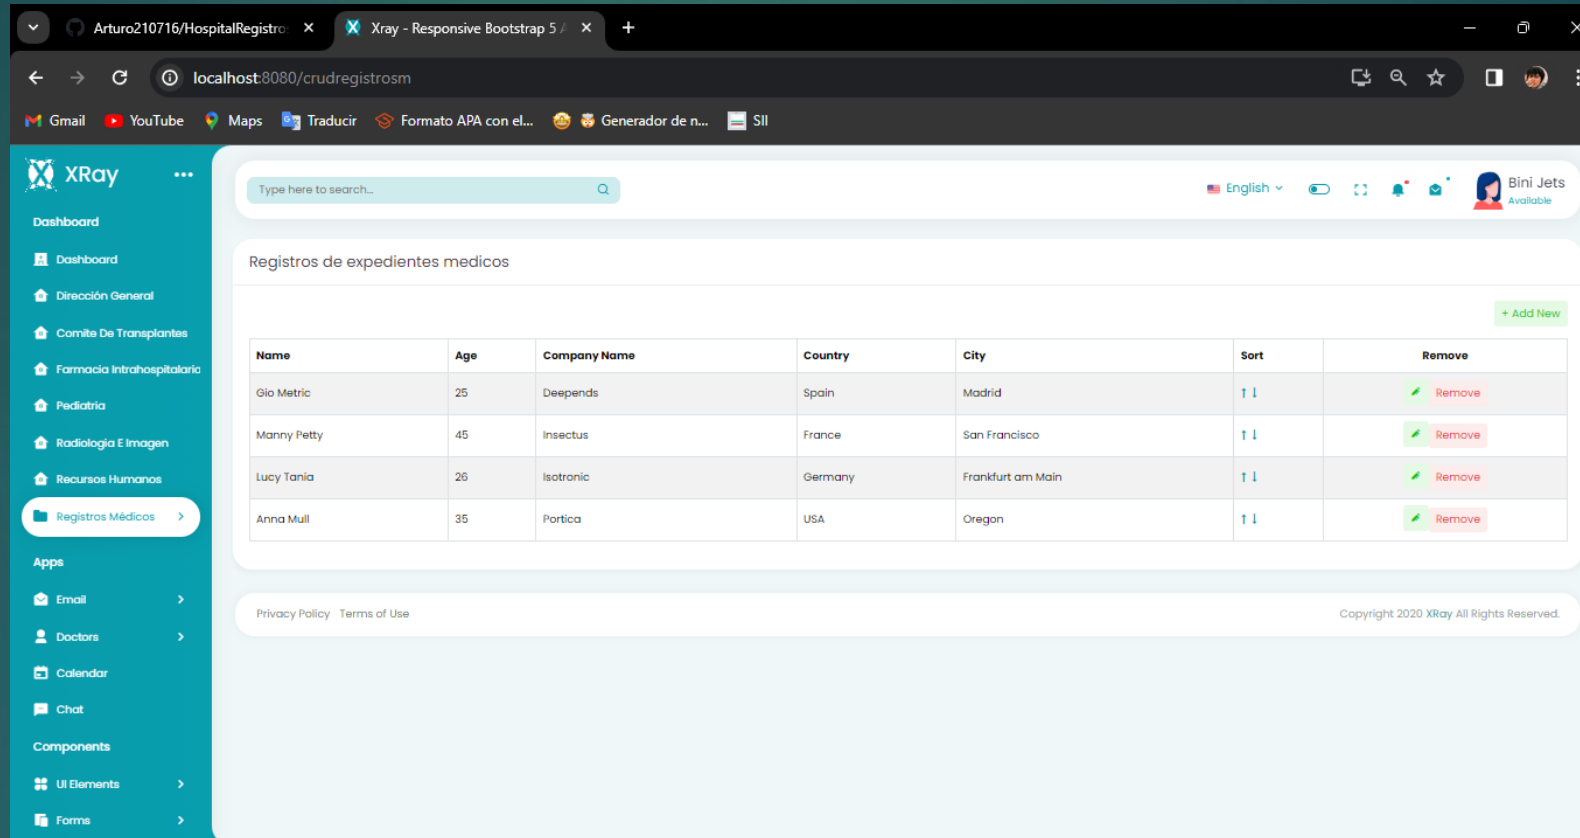 Arturo210716/HospitalRegistro
Xray - Responsive Bootstrap 5 A
localhost:8080/crudregistrosm
Gmail YouTube Maps Traducir Formato APA con el... Generador de n... SII
XRay
Type here to search...
English
Bini Jets
Available
Dashboard
Dashboard
Dirección General
Comite De Transplantes
Farmacia Intrahospitalaria
Pediatria
Radiologia E Imagen
Recursos Humanos
Registros Médicos
Apps
Email
Doctors
Calendar
Chat
Components
UI Elements
Forms
Registros de expedientes medicos
+ Add New
Name Age Company Name Country City Sort Remove
Gio Metric 25 Deepends Spain Madrid Remove
Manny Petty 45 Insectus France San Francisco Remove
Lucy Tania 26 Isotronic Germany Frankfurt am Main Remove
Anna Mull 35 Portica USA Oregon Remove
Privacy Policy Terms of Use
Copyright 2020 XRay All Rights Reserved.